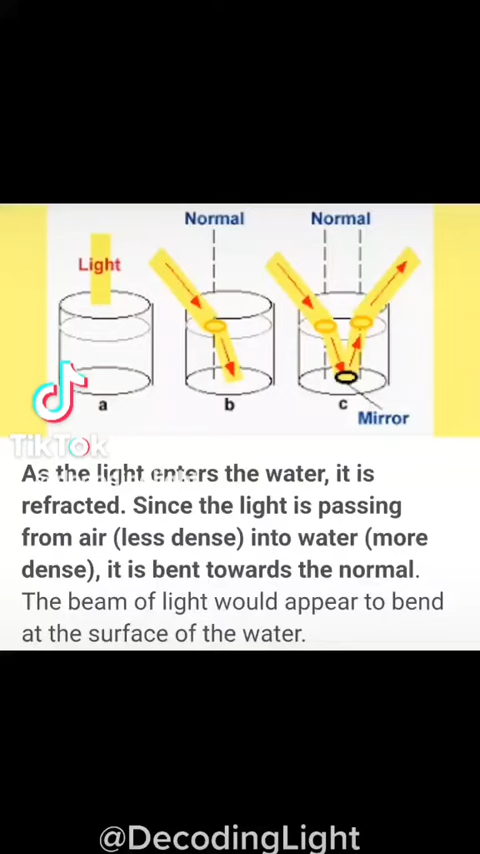 Normal Normal
Light
a b c
Mirror
TikTok
As the light enters the water, it is
refracted. Since the light is passing
from air (less dense) into water (more
dense), it is bent towards the normal.
The beam of light would appear to bend
at the surface of the water.
@DecodingLight